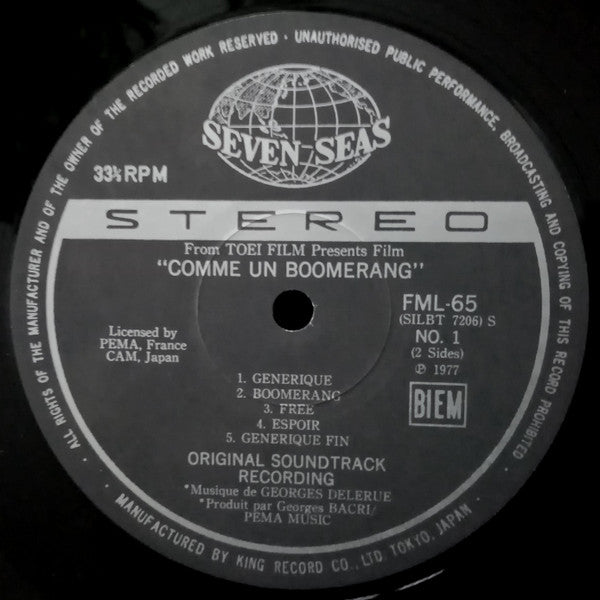 ALL RIGHTS OF THE MANUFACTURER AND OF THE OWNER OF THE RECORDED WORK RESERVED · UNAUTHORISED PUBLIC PERFORMANCE, BROADCASTING AND COPYING OF THIS RECORD PROHIBITED ·
SEVEN SEAS
33⅓RPM
STEREO
From TOEI FILM Presents Film
"COMME UN BOOMERANG"
FML-65
(SILBT 7206) S
NO. 1
(2 Sides)
℗ 1977
Licensed by
PEMA, France
CAM, Japan
BIEM
1. GENERIQUE
2. BOOMERANG
3. FREE
4. ESPOIR
5. GENERIQUE FIN
ORIGINAL SOUNDTRACK
RECORDING
*Musique de GEORGES DELERUE
*Produit par Georges BACRI/
PEMA MUSIC
MANUFACTURED BY KING RECORD CO., LTD. TOKYO, JAPAN ·